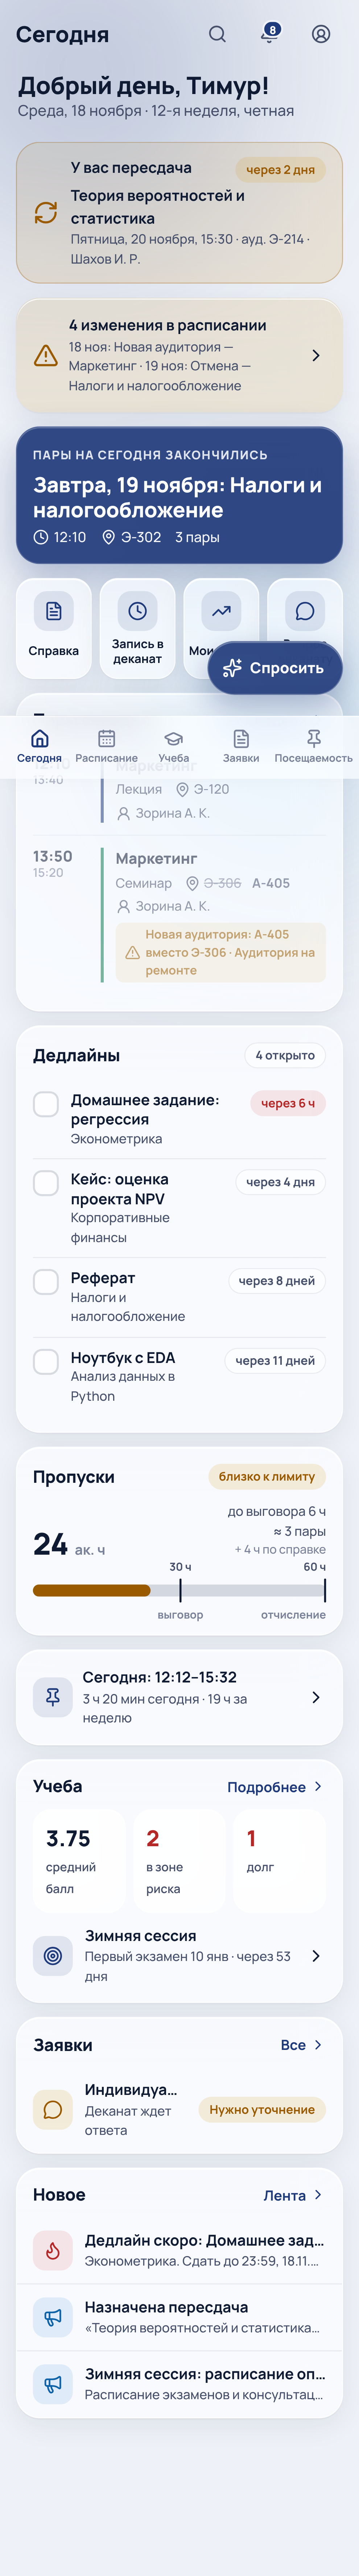 Сегодня
8
Добрый день, Тимур!
Среда, 18 ноября · 12-я неделя, четная
У вас пересдача
через 2 дня
Теория вероятностей и
статистика
Пятница, 20 ноября, 15:30 · ауд. Э-214 ·
Шахов И. Р.
4 изменения в расписании
18 ноя: Новая аудитория —
Маркетинг · 19 ноя: Отмена —
Налоги и налогообложение
ПАРЫ НА СЕГОДНЯ ЗАКОНЧИЛИСЬ
Завтра, 19 ноября: Налоги и
налогообложение
12:10 Э-302 3 пары
Справка
Запись в
деканат
Спросить
Сегодня
Расписание
Учеба
Заявки
Посещаемость
13:40
Маркетинг
Лекция Э-120
Зорина А. К.
13:50
15:20
Маркетинг
Семинар Э-306 А-405
Зорина А. К.
Новая аудитория: А-405
вместо Э-306 · Аудитория на
ремонте
Дедлайны
4 открыто
Домашнее задание:
регрессия
через 6 ч
Эконометрика
Кейс: оценка
проекта NPV
через 4 дня
Корпоративные
финансы
Реферат
через 8 дней
Налоги и
налогообложение
Ноутбук с EDA
через 11 дней
Анализ данных в
Python
Пропуски
близко к лимиту
24 ак. ч
до выговора 6 ч
≈ 3 пары
+ 4 ч по справке
30 ч
60 ч
выговор
отчисление
Сегодня: 12:12–15:32
3 ч 20 мин сегодня · 19 ч за
неделю
Учеба
Подробнее
3.75
средний
балл
2
в зоне
риска
1
долг
Зимняя сессия
Первый экзамен 10 янв · через 53
дня
Заявки
Все
Индивидуа...
Деканат ждет
ответа
Нужно уточнение
Новое
Лента
Дедлайн скоро: Домашнее зад...
Эконометрика. Сдать до 23:59, 18.11....
Назначена пересдача
«Теория вероятностей и статистика...
Зимняя сессия: расписание оп...
Расписание экзаменов и консультац...